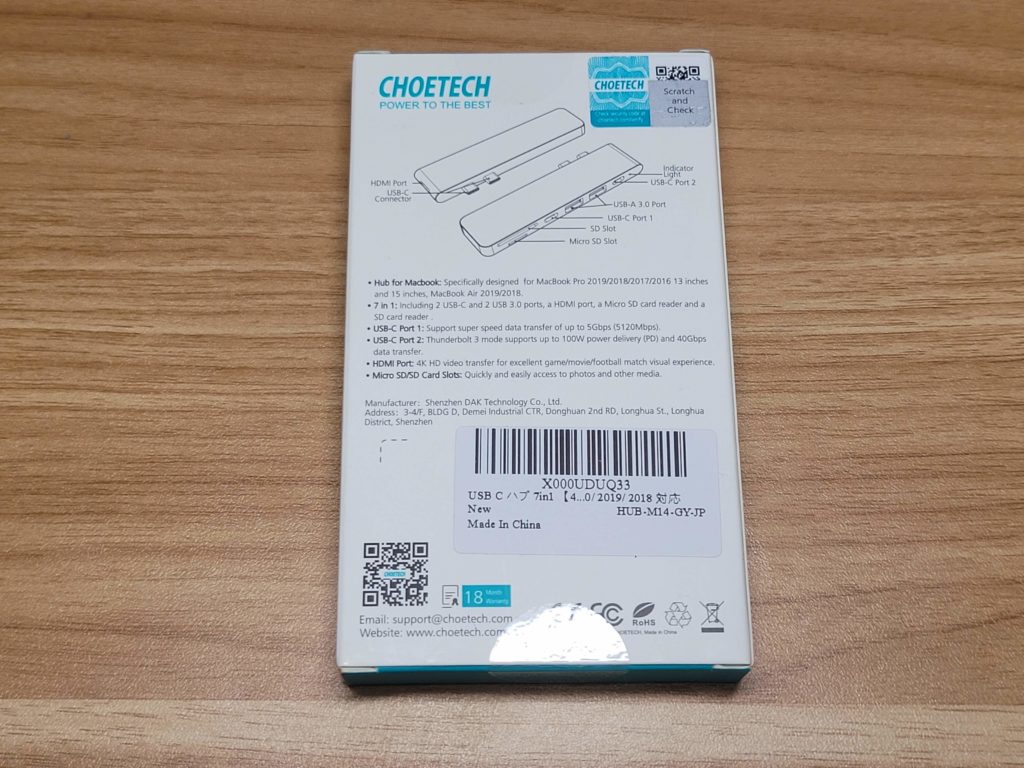 CHOETECH
POWER TO THE BEST
CHOETECH
Check security code at
choetech.com/verify
Scratch
and
Check
HDMI Port
USB-C
Connector
Indicator
Light
USB-C Port 2
USB-A 3.0 Port
USB-C Port 1
SD Slot
Micro SD Slot
• Hub for Macbook: Specifically designed for MacBook Pro 2019/2018/2017/2016 13 inches
and 15 inches, MacBook Air 2019/2018.
• 7 in 1: Including 2 USB-C and 2 USB 3.0 ports, a HDMI port, a Micro SD card reader and a
SD card reader .
• USB-C Port 1: Support super speed data transfer of up to 5Gbps (5120Mbps).
• USB-C Port 2: Thunderbolt 3 mode supports up to 100W power delivery (PD) and 40Gbps
data transfer.
• HDMI Port: 4K HD video transfer for excellent game/movie/football match visual experience.
• Micro SD/SD Card Slots: Quickly and easily access to photos and other media.
Manufacturer: Shenzhen DAK Technology Co., Ltd.
Address: 3-4/F, BLDG D, Demei Industrial CTR, Donghuan 2nd RD, Longhua St., Longhua
District, Shenzhen
X000UDUQ33
USB C ハブ 7in1 【4...0/ 2019/ 2018 対応
New HUB-M14-GY-JP
Made In China
CHOETECH
18 Month
Warranty
Email: support@choetech.com
Website: www.choetech.com
RoHS
CHOETECH, Made in China